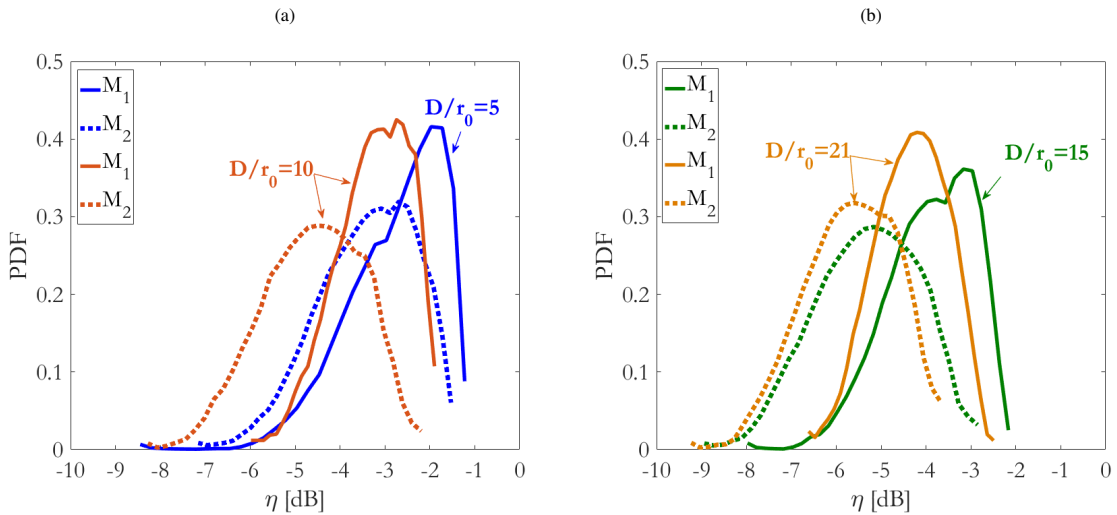 (a)
0.5
0.4
0.3
0.2
0.1
0
PDF
M1
M2
M1
M2
D/r0=5
D/r0=10
-10 -9 -8 -7 -6 -5 -4 -3 -2 -1 0
η [dB]
(b)
0.5
0.4
0.3
0.2
0.1
0
PDF
M1
M2
M1
M2
D/r0=21
D/r0=15
-10 -9 -8 -7 -6 -5 -4 -3 -2 -1 0
η [dB]